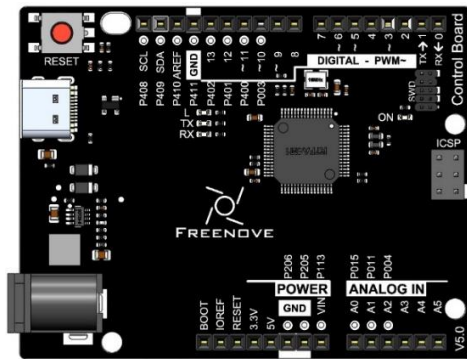 RESET
SCL
SDA
AREF
GND
13
12
~11
~10
~9
8
7
~6
~5
4
~3
2
TX→1
RX←0
P408
P409
P410
P411
P402
P401
P400
P003
DIGITAL - PWM~
Control Board
SWD
L
TX
RX
ON
ICSP
FREENOVE
P206
P205
P113
P015
P011
P004
POWER
ANALOG IN
BOOT
IOREF
RESET
3.3V
5V
GND
VIN
A0
A1
A2
A3
A4
A5
V5.0